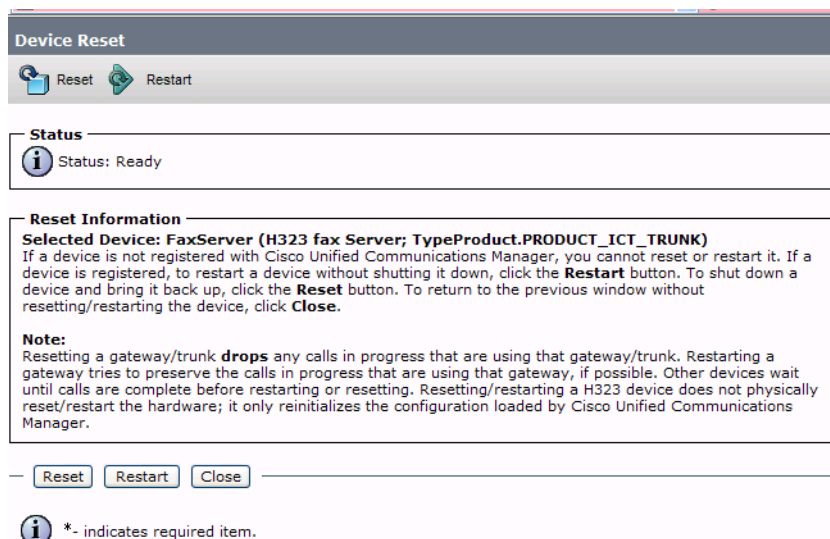 Device Reset
Reset Restart
Status
Status: Ready
Reset Information
Selected Device: FaxServer (H323 fax Server; TypeProduct.PRODUCT_ICT_TRUNK)
If a device is not registered with Cisco Unified Communications Manager, you cannot reset or restart it. If a
device is registered, to restart a device without shutting it down, click the Restart button. To shut down a
device and bring it back up, click the Reset button. To return to the previous window without
resetting/restarting the device, click Close.
Note:
Resetting a gateway/trunk drops any calls in progress that are using that gateway/trunk. Restarting a
gateway tries to preserve the calls in progress that are using that gateway, if possible. Other devices wait
until calls are complete before restarting or resetting. Resetting/restarting a H323 device does not physically
reset/restart the hardware; it only reinitializes the configuration loaded by Cisco Unified Communications
Manager.
Reset Restart Close
*- indicates required item.